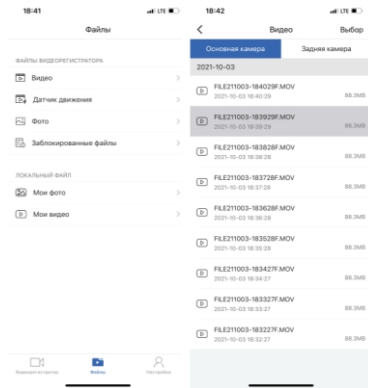 18:41
LTE
Файлы
ФАЙЛЫ ВИДЕОРЕГИСТРАТОРА
Видео
Датчик движения
Фото
Заблокированные файлы
ЛОКАЛЬНЫЙ ФАЙЛ
Мои фото
Мои видео
Видеорегистратор
Файлы
Настройки
18:42
LTE
Видео
Выбор
Основная камера
Задняя камера
2021-10-03
FILE211003-184029F.MOV
2021-10-03 18:40:29
88.3MB
FILE211003-183929F.MOV
2021-10-03 18:39:29
88.3MB
FILE211003-183828F.MOV
2021-10-03 18:38:28
88.3MB
FILE211003-183728F.MOV
2021-10-03 18:37:28
88.3MB
FILE211003-183628F.MOV
2021-10-03 18:36:28
88.3MB
FILE211003-183528F.MOV
2021-10-03 18:35:28
88.3MB
FILE211003-183427F.MOV
2021-10-03 18:34:27
88.3MB
FILE211003-183327F.MOV
2021-10-03 18:33:27
88.3MB
FILE211003-183227F.MOV
2021-10-03 18:32:27
88.3MB